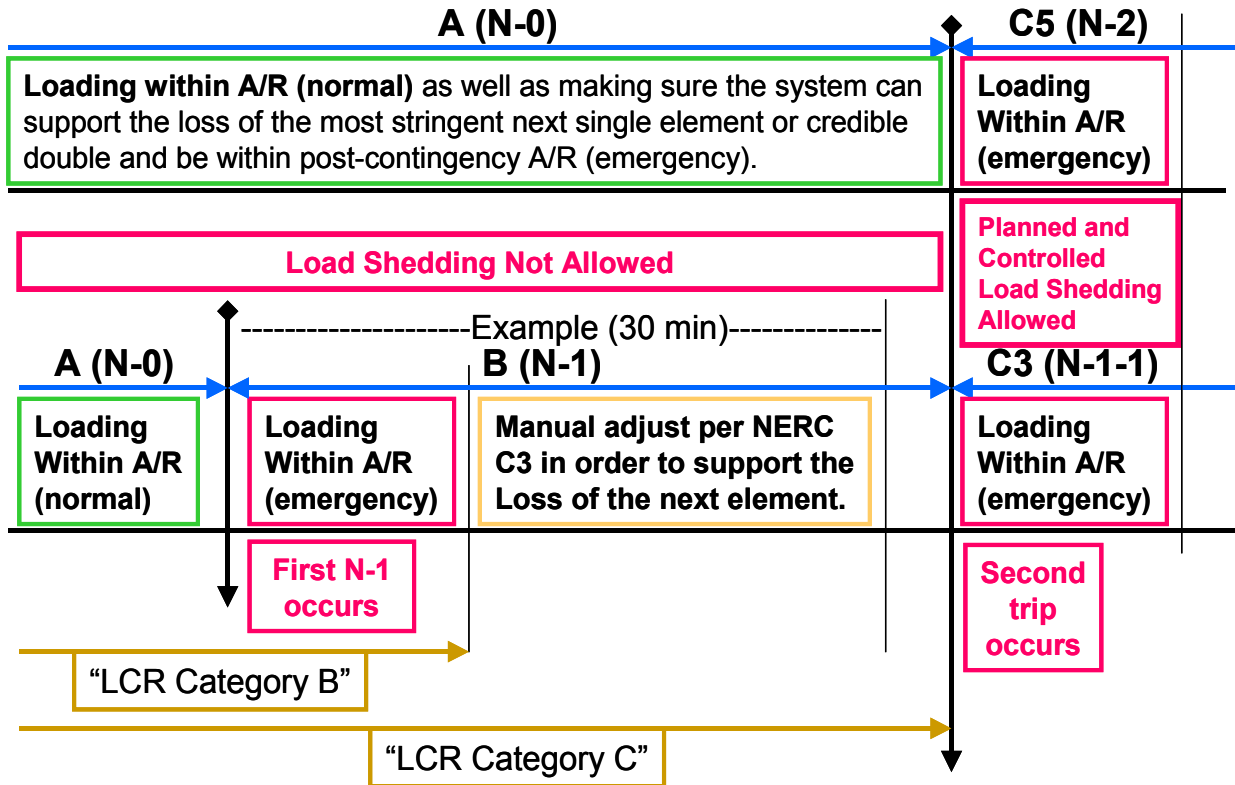 A (N-0)
C5 (N-2)
Loading within A/R (normal) as well as making sure the system can
support the loss of the most stringent next single element or credible
double and be within post-contingency A/R (emergency).
Loading
Within A/R
(emergency)
Load Shedding Not Allowed
Planned and
Controlled
Load Shedding
Allowed
---------------------Example (30 min)--------------
A (N-0)
B (N-1)
C3 (N-1-1)
Loading
Within A/R
(normal)
Loading
Within A/R
(emergency)
Manual adjust per NERC
C3 in order to support the
Loss of the next element.
Loading
Within A/R
(emergency)
First N-1
occurs
Second
trip
occurs
“LCR Category B”
“LCR Category C”